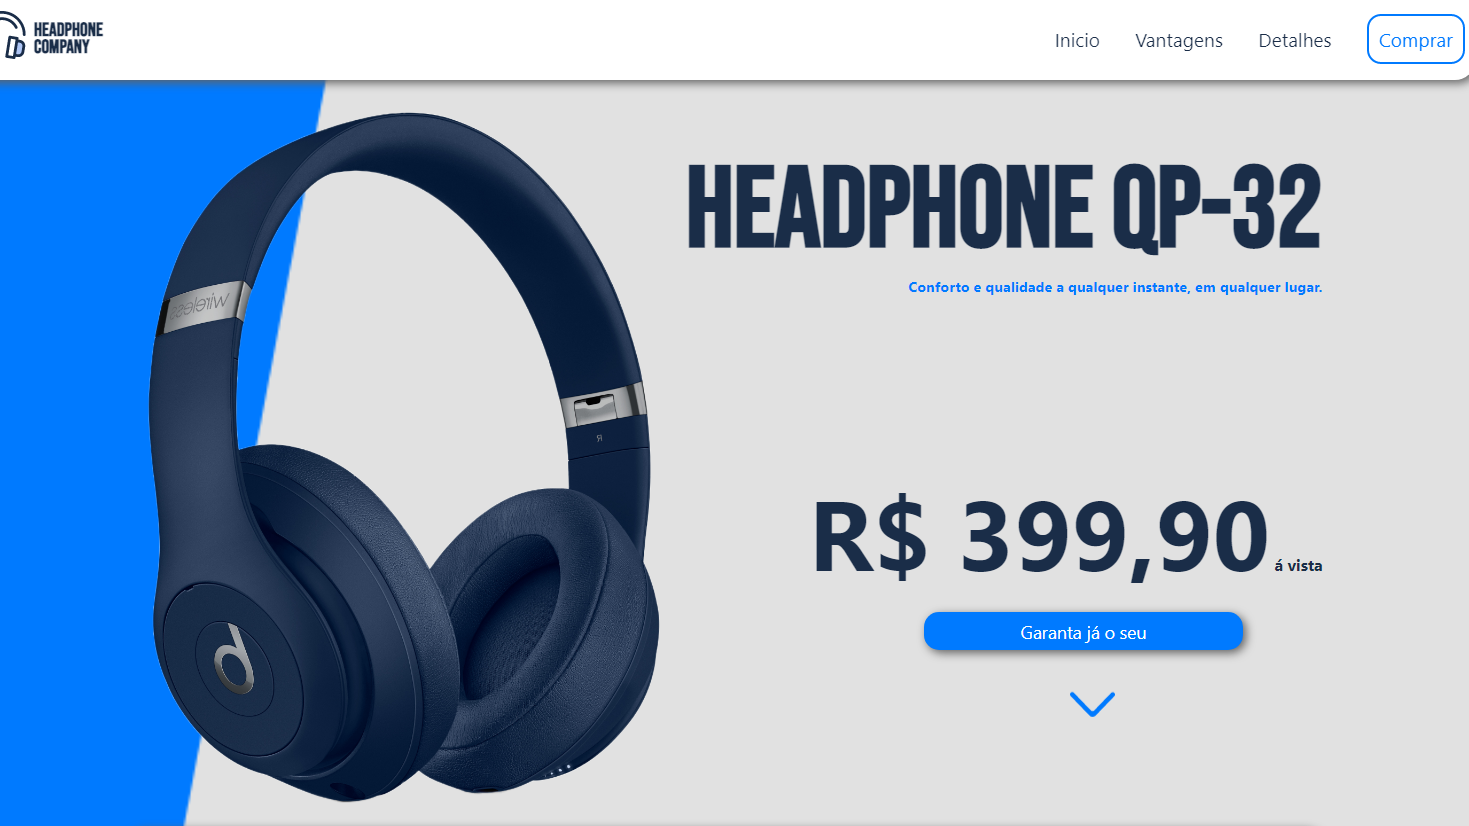 HEADPHONE
COMPANY
Inicio Vantagens Detalhes Comprar
HEADPHONE QP-32
Conforto e qualidade a qualquer instante, em qualquer lugar.
wireless
R
R$ 399,90 á vista
Garanta já o seu
b